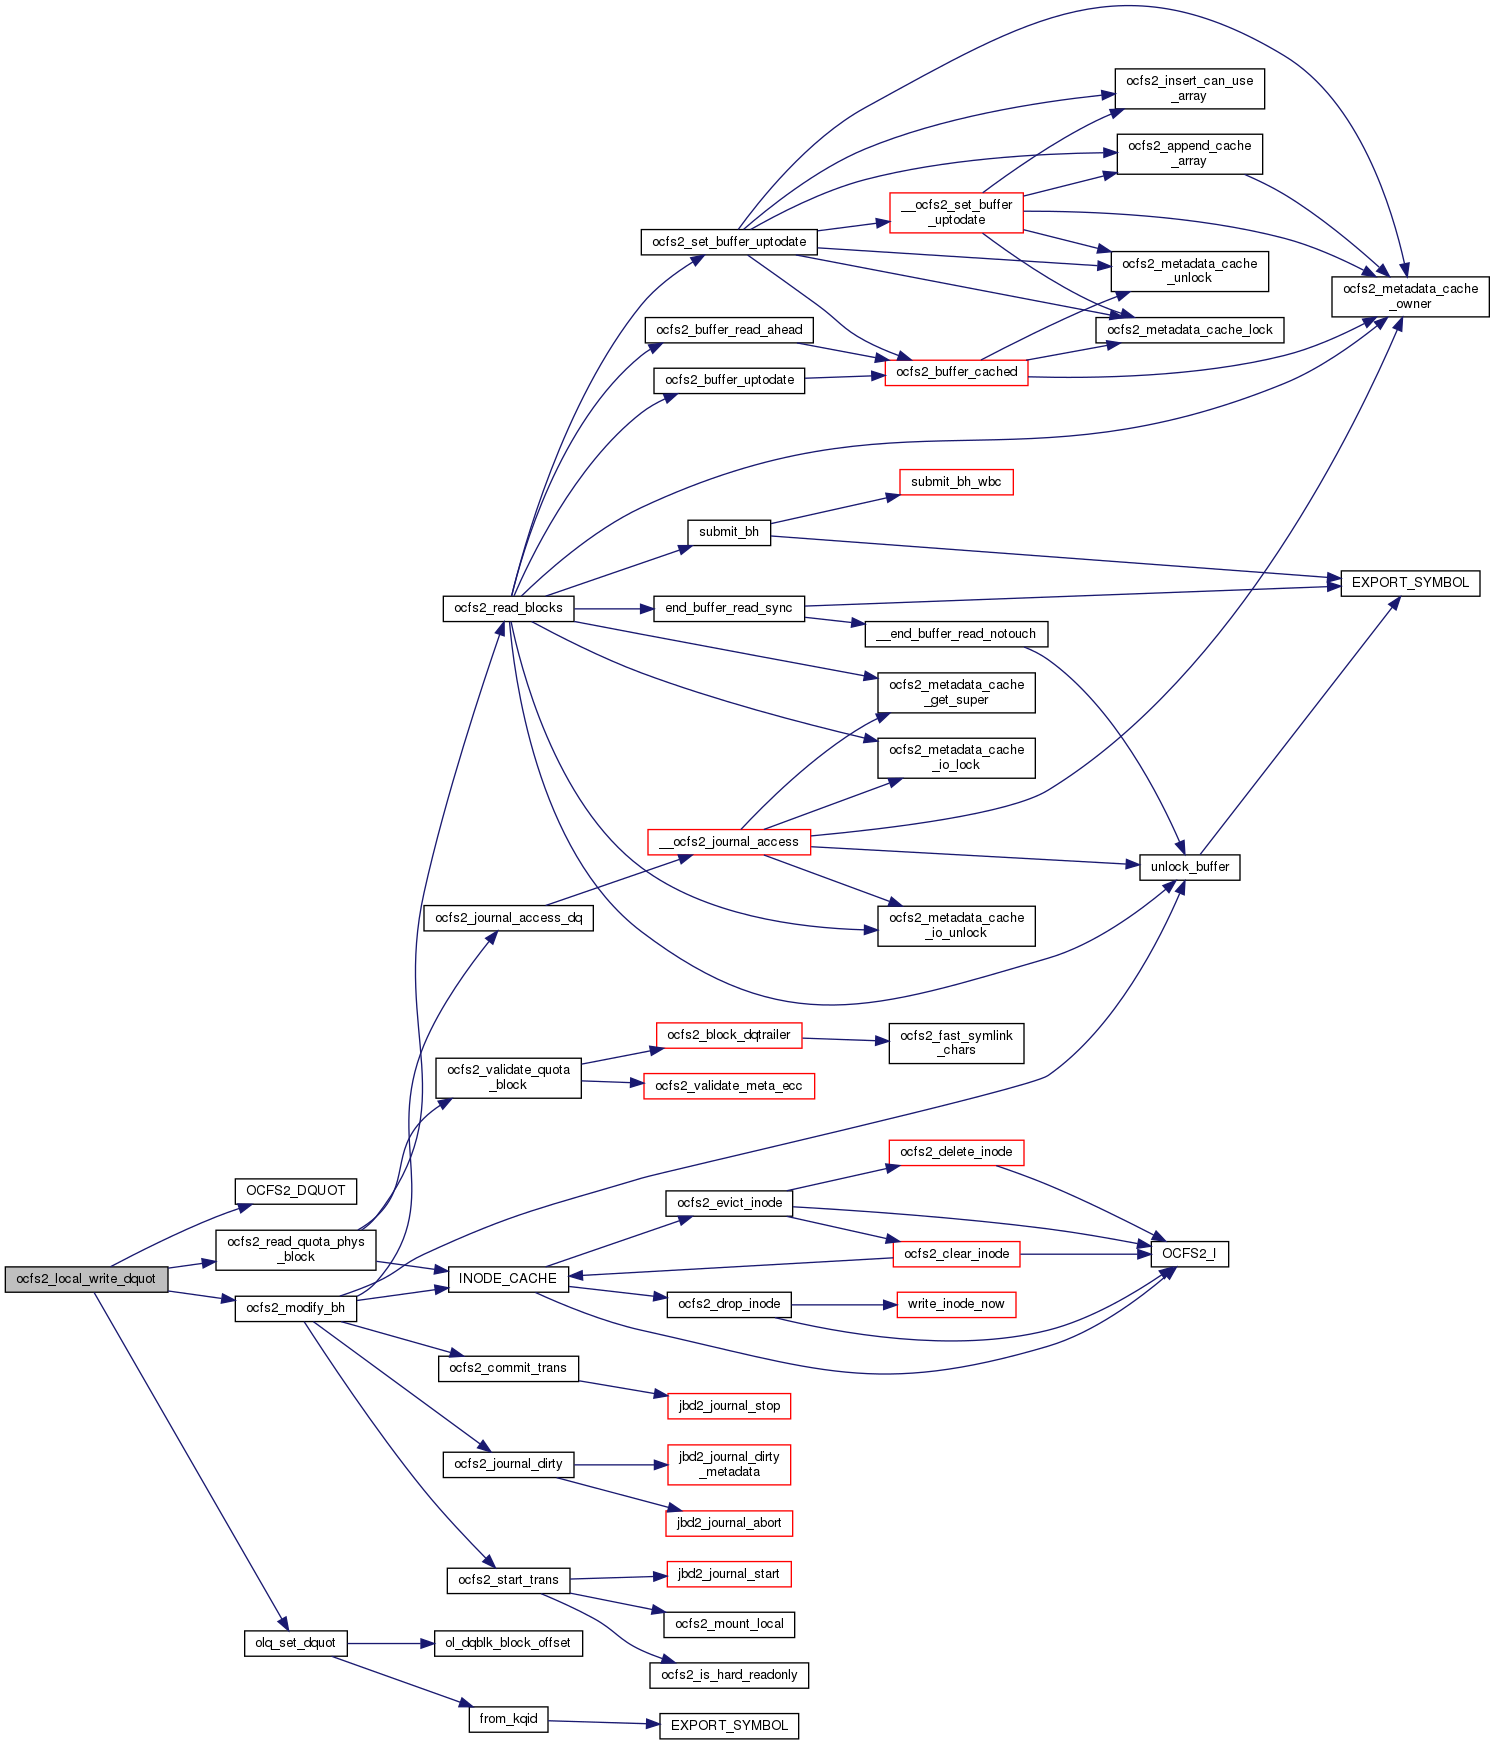 ocfs2_insert_can_use
_array
ocfs2_append_cache
_array
__ocfs2_set_buffer
_uptodate
ocfs2_set_buffer_uptodate
ocfs2_metadata_cache
_unlock
ocfs2_metadata_cache
_owner
ocfs2_buffer_read_ahead
ocfs2_metadata_cache_lock
ocfs2_buffer_uptodate
ocfs2_buffer_cached
submit_bh_wbc
submit_bh
EXPORT_SYMBOL
ocfs2_read_blocks
end_buffer_read_sync
__end_buffer_read_notouch
ocfs2_metadata_cache
_get_super
ocfs2_metadata_cache
_io_lock
__ocfs2_journal_access
unlock_buffer
ocfs2_journal_access_dq
ocfs2_metadata_cache
_io_unlock
ocfs2_block_dqtrailer
ocfs2_fast_symlink
_chars
ocfs2_validate_quota
_block
ocfs2_validate_meta_ecc
ocfs2_delete_inode
OCFS2_DQUOT
ocfs2_evict_inode
ocfs2_read_quota_phys
_block
ocfs2_clear_inode
OCFS2_I
ocfs2_local_write_dquot
INODE_CACHE
ocfs2_modify_bh
ocfs2_drop_inode
write_inode_now
ocfs2_commit_trans
jbd2_journal_stop
ocfs2_journal_dirty
jbd2_journal_dirty
_metadata
jbd2_journal_abort
ocfs2_start_trans
jbd2_journal_start
ocfs2_mount_local
olq_set_dquot
ol_dqblk_block_offset
ocfs2_is_hard_readonly
from_kqid
EXPORT_SYMBOL